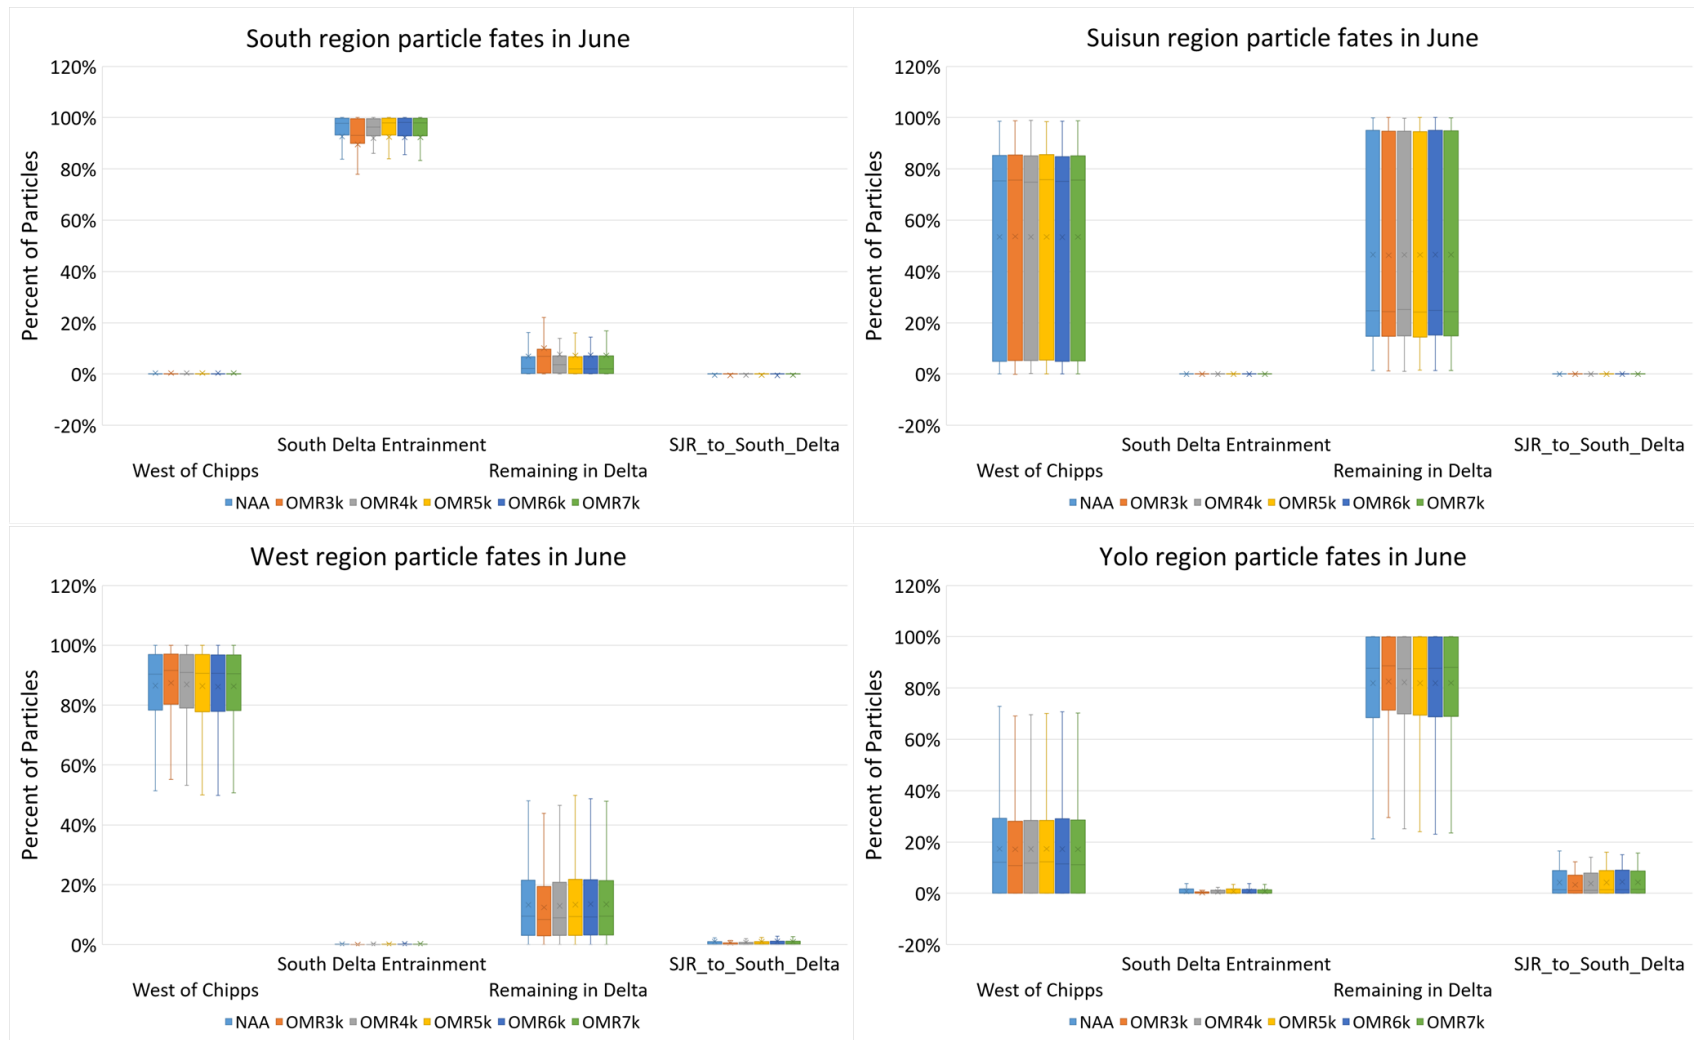 South region particle fates in June
Percent of Particles
120%
100%
80%
60%
40%
20%
0%
-20%
South Delta Entrainment SJR_to_South_Delta
West of Chipps Remaining in Delta
NAA OMR3k OMR4k OMR5k OMR6k OMR7k
Suisun region particle fates in June
Percent of Particles
120%
100%
80%
60%
40%
20%
0%
-20%
South Delta Entrainment SJR_to_South_Delta
West of Chipps Remaining in Delta
NAA OMR3k OMR4k OMR5k OMR6k OMR7k
West region particle fates in June
Percent of Particles
120%
100%
80%
60%
40%
20%
0%
South Delta Entrainment SJR_to_South_Delta
West of Chipps Remaining in Delta
NAA OMR3k OMR4k OMR5k OMR6k OMR7k
Yolo region particle fates in June
Percent of Particles
120%
100%
80%
60%
40%
20%
0%
-20%
South Delta Entrainment SJR_to_South_Delta
West of Chipps Remaining in Delta
NAA OMR3k OMR4k OMR5k OMR6k OMR7k